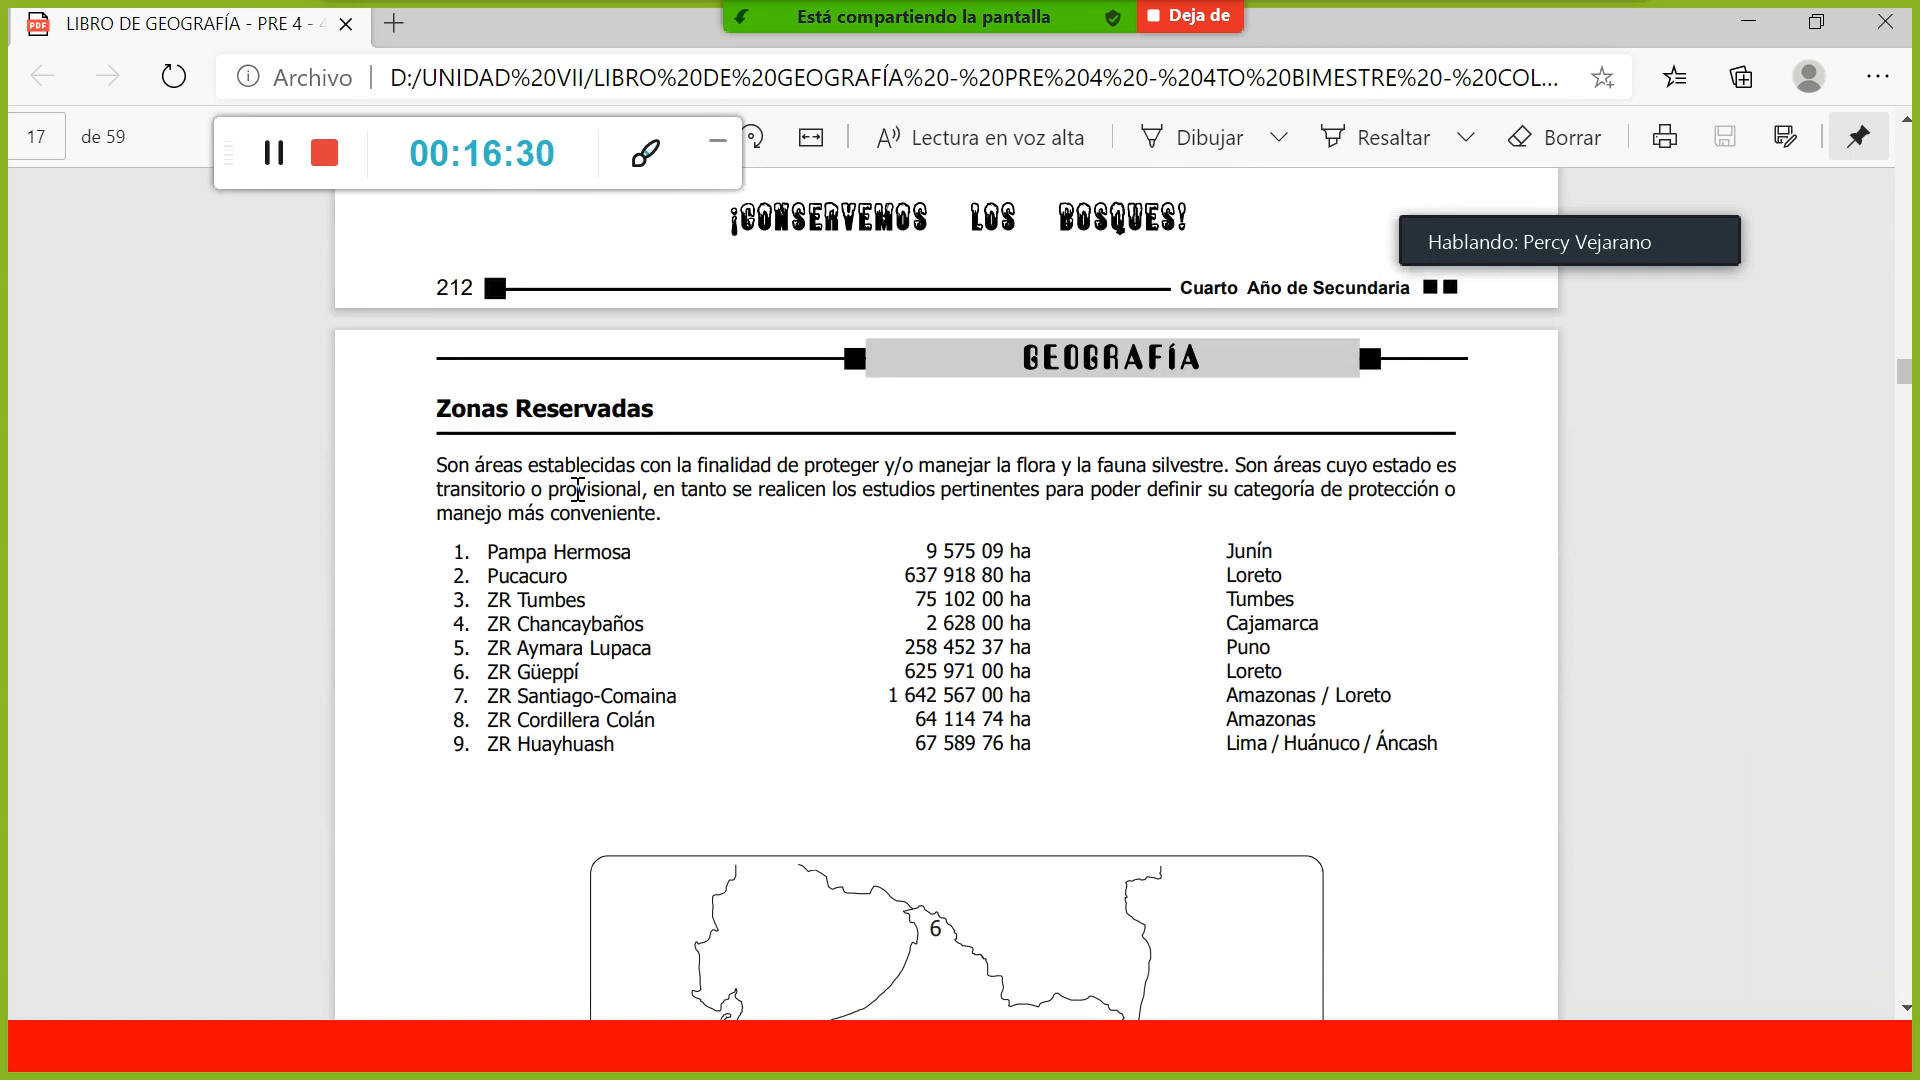 LIBRO DE GEOGRAFÍA - PRE 4 -
Está compartiendo la pantalla
Deja de
Archivo
D:/UNIDAD%20VII/LIBRO%20DE%20GEOGRAFÍA%20-%20PRE%204%20-%204TO%20BIMESTRE%20-%20COL...
17 de 59
00:16:30
Lectura en voz alta
Dibujar
Resaltar
Borrar
¡CONSERVEMOS LOS BOSQUES!
Hablando: Percy Vejarano
212
Cuarto Año de Secundaria
GEOGRAFÍA
Zonas Reservadas
Son áreas establecidas con la finalidad de proteger y/o manejar la flora y la fauna silvestre. Son áreas cuyo estado es
transitorio o provisional, en tanto se realicen los estudios pertinentes para poder definir su categoría de protección o
manejo más conveniente.
1. Pampa Hermosa 9 575 09 ha Junín
2. Pucacuro 637 918 80 ha Loreto
3. ZR Tumbes 75 102 00 ha Tumbes
4. ZR Chancaybaños 2 628 00 ha Cajamarca
5. ZR Aymara Lupaca 258 452 37 ha Puno
6. ZR Güeppí 625 971 00 ha Loreto
7. ZR Santiago-Comaina 1 642 567 00 ha Amazonas / Loreto
8. ZR Cordillera Colán 64 114 74 ha Amazonas
9. ZR Huayhuash 67 589 76 ha Lima / Huánuco / Áncash
6